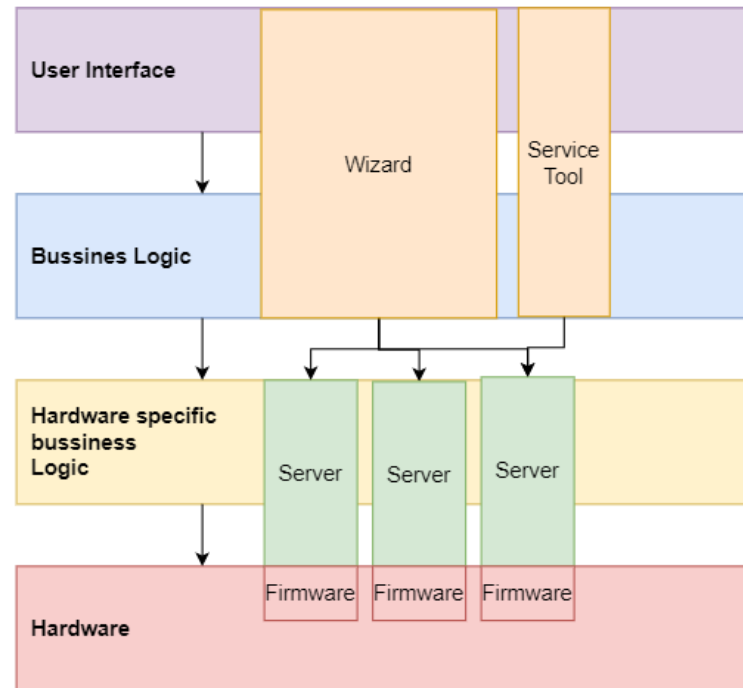 User Interface
Wizard
Service
Tool
Bussines Logic
Hardware specific
bussiness
Logic
Server
Server
Server
Firmware
Firmware
Firmware
Hardware